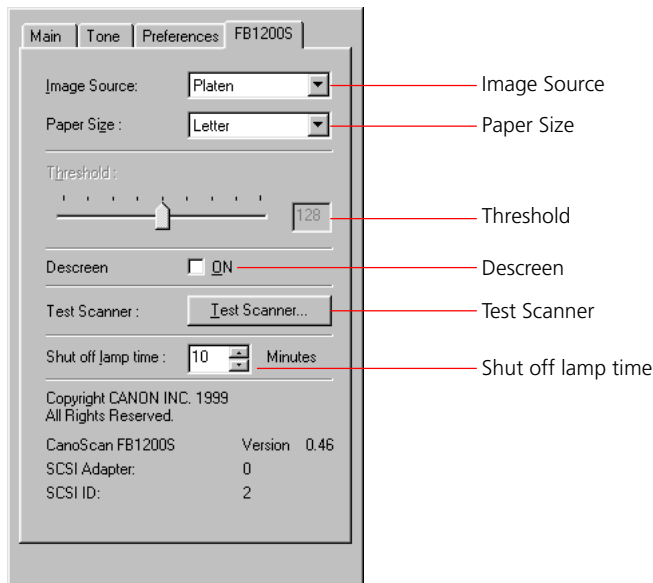 Main Tone Preferences FB1200S
Image Source: Platen Image Source
Paper Size : Letter Paper Size
Threshold :
128 Threshold
Descreen ON Descreen
Test Scanner : Test Scanner... Test Scanner
Shut off lamp time : 10 Minutes Shut off lamp time
Copyright CANON INC. 1999
All Rights Reserved.
CanoScan FB1200S Version 0.46
SCSI Adapter: 0
SCSI ID: 2